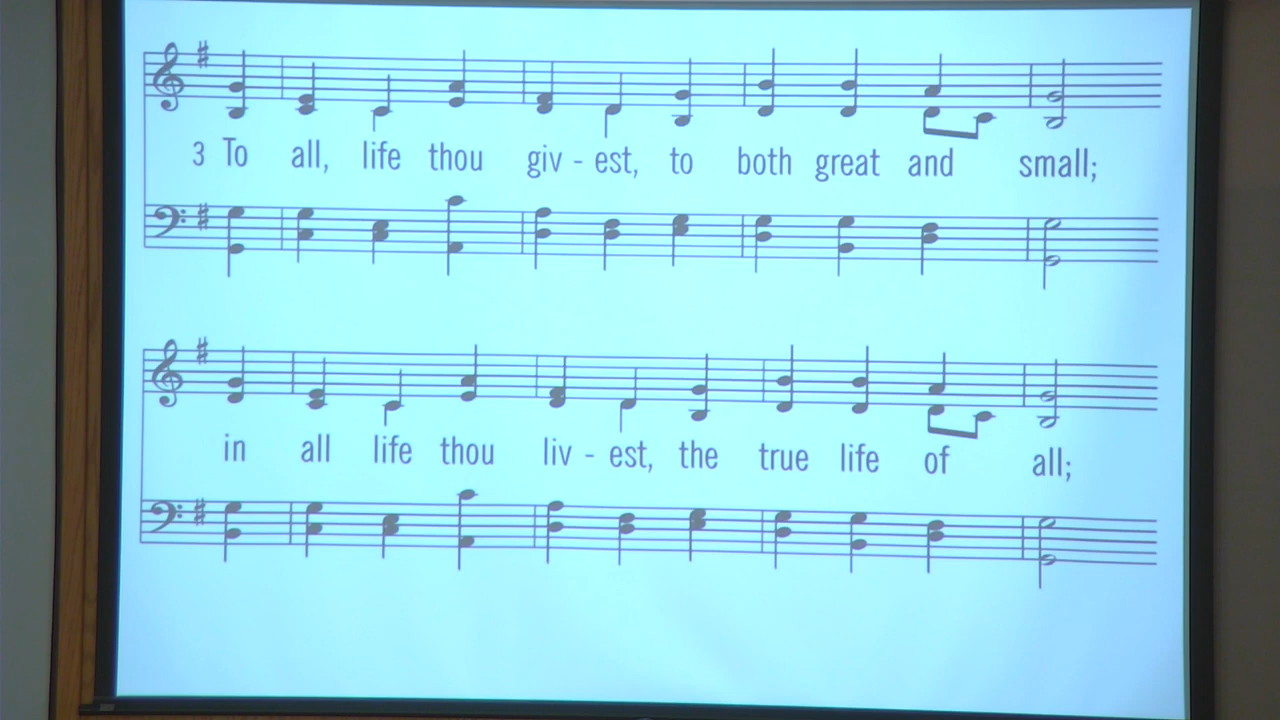 3 To all, life thou giv - est, to both great and small;
in all life thou liv - est, the true life of all;